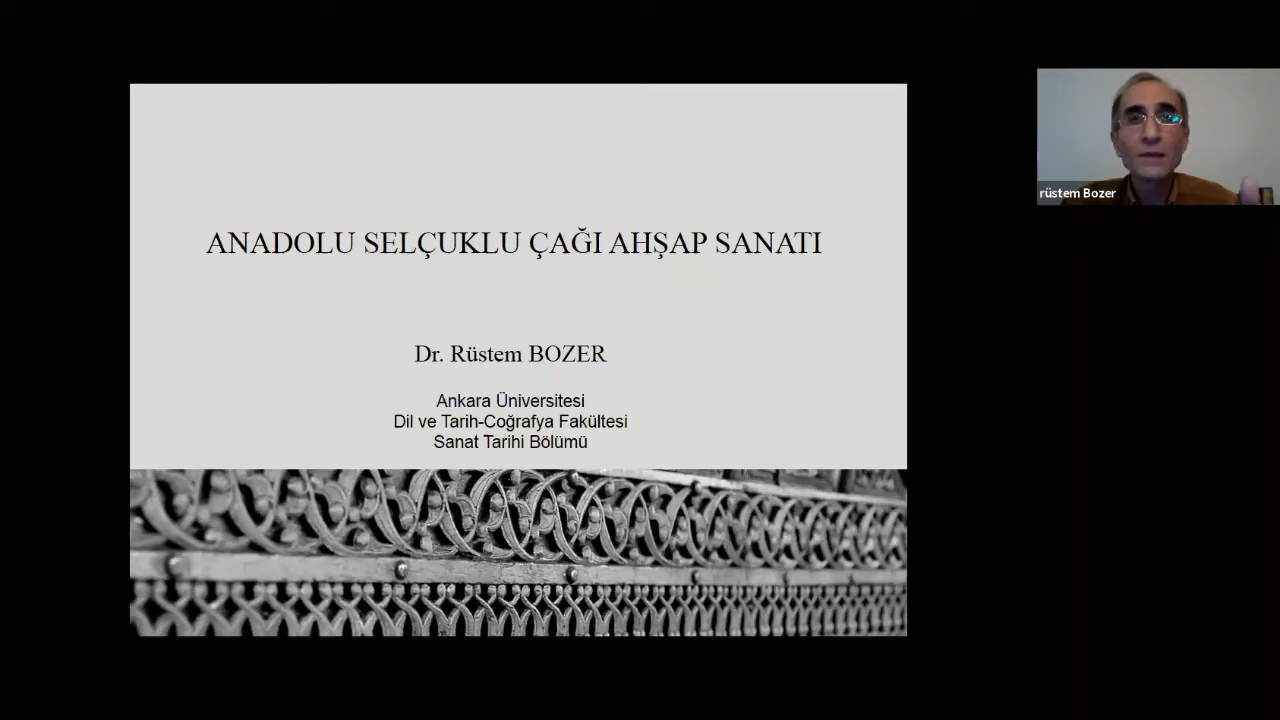 ANADOLU SELÇUKLU ÇAĞI AHŞAP SANATI
Dr. Rüstem BOZER
Ankara Üniversitesi
Dil ve Tarih-Coğrafya Fakültesi
Sanat Tarihi Bölümü
rüstem Bozer